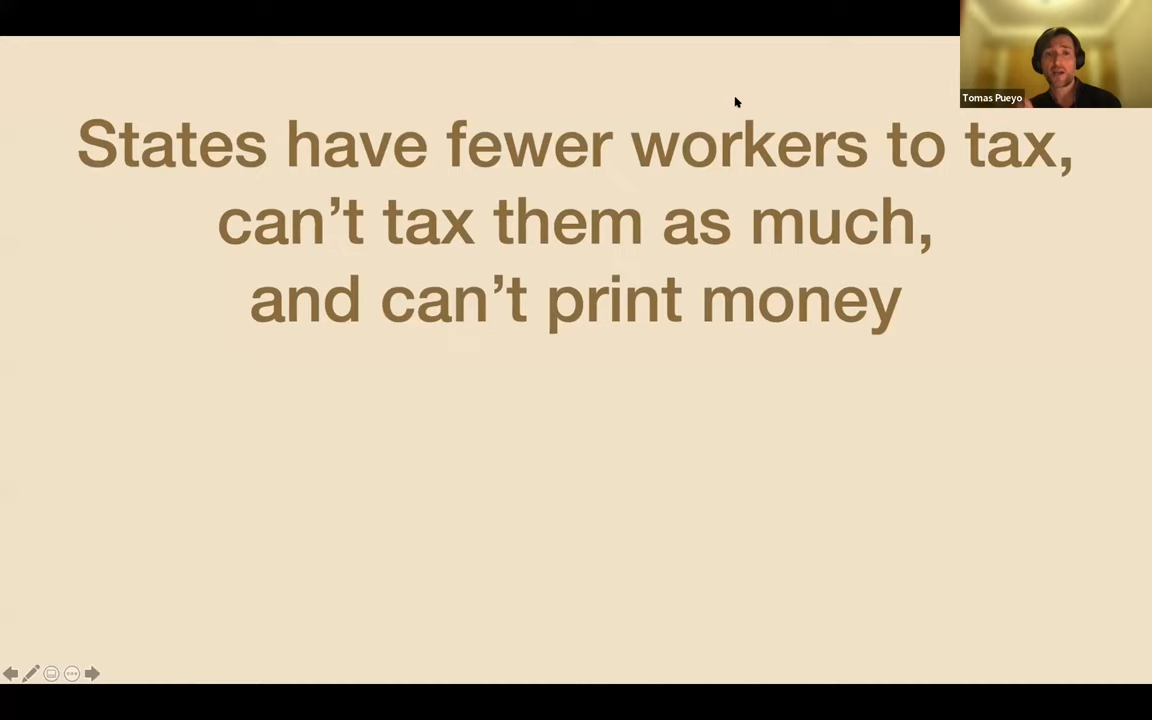 Tomas Pueyo
States have fewer workers to tax,
can’t tax them as much,
and can’t print money